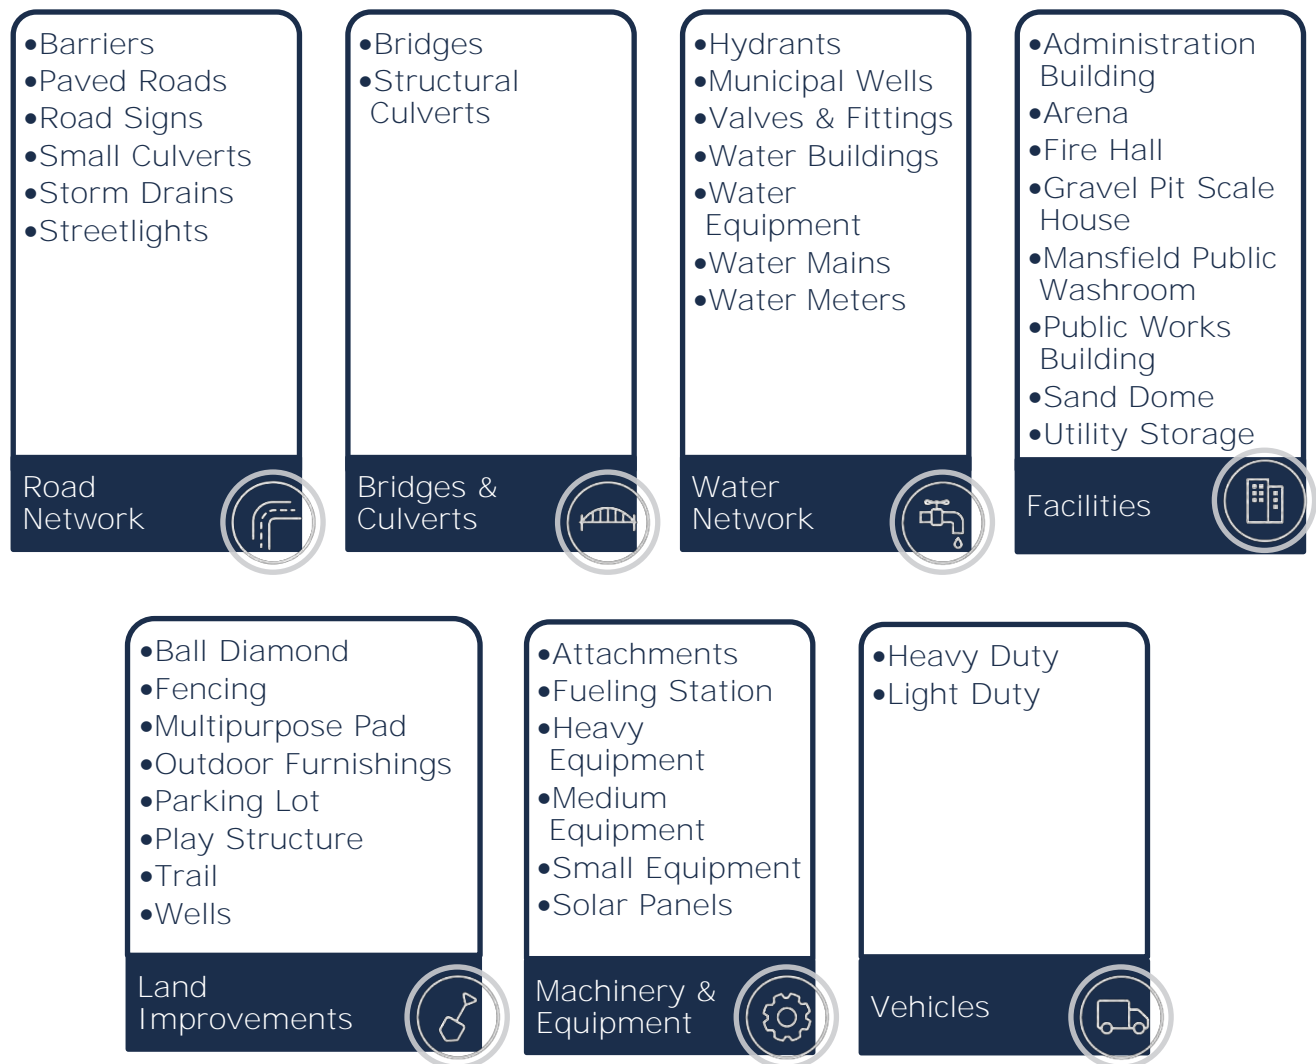 •Barriers
•Paved Roads
•Road Signs
•Small Culverts
•Storm Drains
•Streetlights
Road
Network
•Bridges
•Structural
Culverts
Bridges &
Culverts
•Hydrants
•Municipal Wells
•Valves & Fittings
•Water Buildings
•Water
Equipment
•Water Mains
•Water Meters
Water
Network
•Administration
Building
•Arena
•Fire Hall
•Gravel Pit Scale
House
•Mansfield Public
Washroom
•Public Works
Building
•Sand Dome
•Utility Storage
Facilities
•Ball Diamond
•Fencing
•Multipurpose Pad
•Outdoor Furnishings
•Parking Lot
•Play Structure
•Trail
•Wells
Land
Improvements
•Attachments
•Fueling Station
•Heavy
Equipment
•Medium
Equipment
•Small Equipment
•Solar Panels
Machinery &
Equipment
•Heavy Duty
•Light Duty
Vehicles